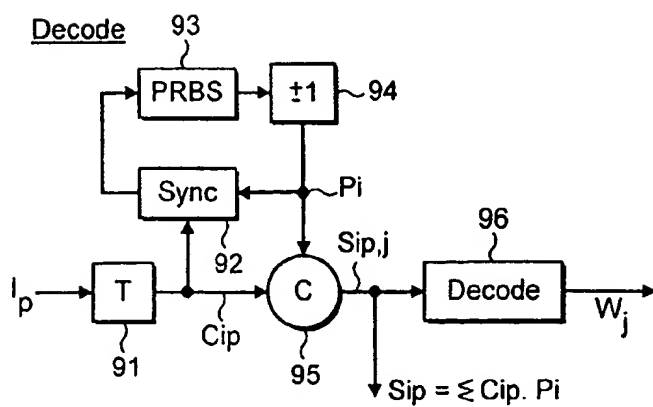 Decode
93
PRBS
±1
94
Pi
Sync
92
Sip,j
96
Ip
T
C
Decode
Wj
Cip
91
95
Sip = ≤ Cip. Pi